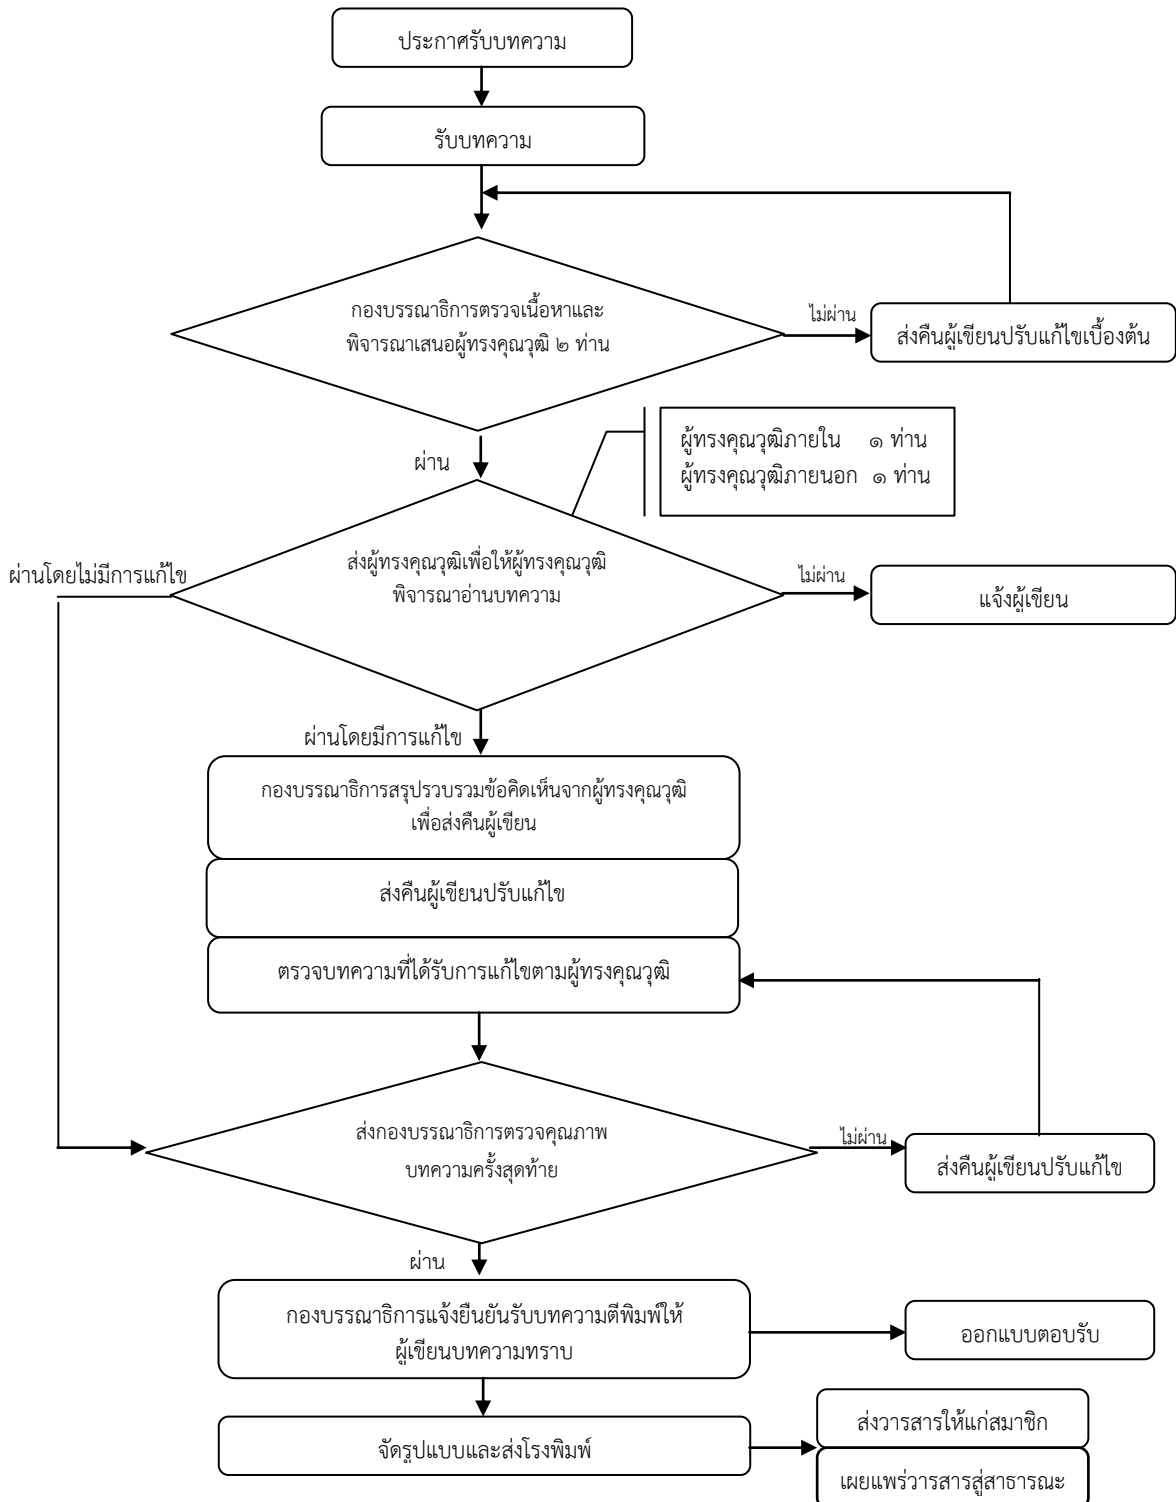 ประกาศรับบทความ
รับบทความ
กองบรรณาธิการตรวจเนื้อหาและ
พิจารณาเสนอผู้ทรงคุณวุฒิ ๒ ท่าน
ไม่ผ่าน
ส่งคืนผู้เขียนปรับแก้ไขเบื้องต้น
ผ่าน
ผู้ทรงคุณวุฒิภายใน ๑ ท่าน
ผู้ทรงคุณวุฒิภายนอก ๑ ท่าน
ส่งผู้ทรงคุณวุฒิเพื่อให้ผู้ทรงคุณวุฒิ
พิจารณาอ่านบทความ
ผ่านโดยไม่มีการแก้ไข
ไม่ผ่าน
แจ้งผู้เขียน
ผ่านโดยมีการแก้ไข
กองบรรณาธิการสรุปรวบรวมข้อคิดเห็นจากผู้ทรงคุณวุฒิ
เพื่อส่งคืนผู้เขียน
ส่งคืนผู้เขียนปรับแก้ไข
ตรวจบทความที่ได้รับการแก้ไขตามผู้ทรงคุณวุฒิ
ส่งกองบรรณาธิการตรวจคุณภาพ
บทความครั้งสุดท้าย
ไม่ผ่าน
ส่งคืนผู้เขียนปรับแก้ไข
ผ่าน
กองบรรณาธิการแจ้งยืนยันรับบทความตีพิมพ์ให้
ผู้เขียนบทความทราบ
ออกแบบตอบรับ
จัดรูปแบบและส่งโรงพิมพ์
ส่งวารสารให้แก่สมาชิก
เผยแพร่วารสารสู่สาธารณะ